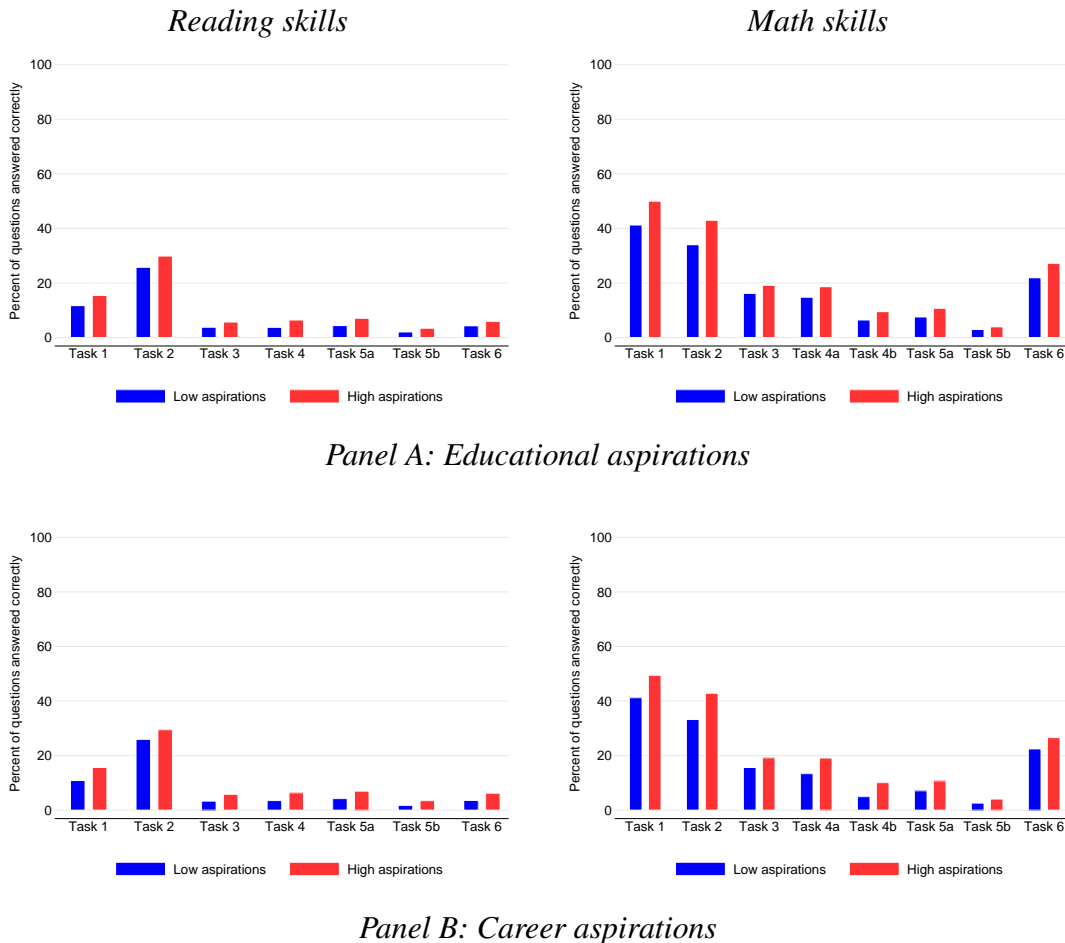 Reading skills
Math skills
Percent of questions answered correctly
100
80
60
40
20
0
Task 1 Task 2 Task 3 Task 4 Task 5a Task 5b Task 6
Low aspirations High aspirations
Percent of questions answered correctly
100
80
60
40
20
0
Task 1 Task 2 Task 3 Task 4a Task 4b Task 5a Task 5b Task 6
Low aspirations High aspirations
Panel A: Educational aspirations
Percent of questions answered correctly
100
80
60
40
20
0
Task 1 Task 2 Task 3 Task 4 Task 5a Task 5b Task 6
Low aspirations High aspirations
Percent of questions answered correctly
100
80
60
40
20
0
Task 1 Task 2 Task 3 Task 4a Task 4b Task 5a Task 5b Task 6
Low aspirations High aspirations
Panel B: Career aspirations